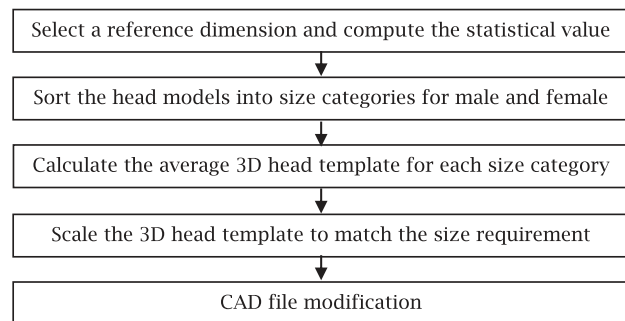 Select a reference dimension and compute the statistical value
Sort the head models into size categories for male and female
Calculate the average 3D head template for each size category
Scale the 3D head template to match the size requirement
CAD file modification